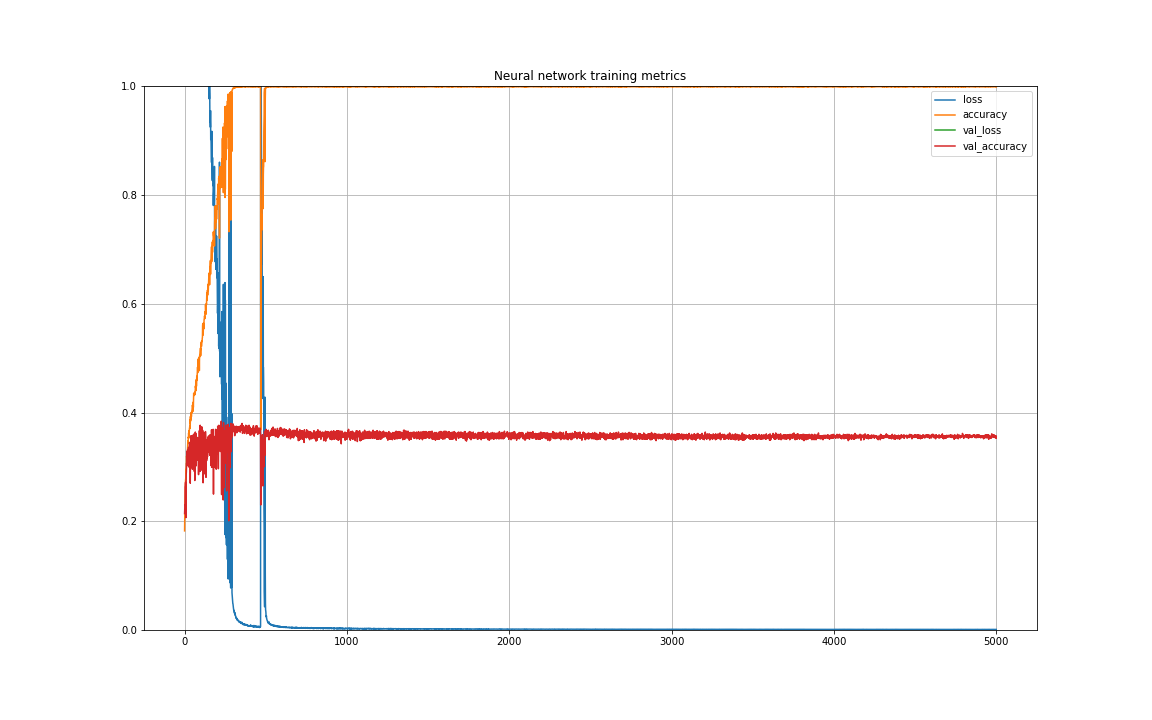 Neural network training metrics
1.0
0.8
0.6
0.4
0.2
0.0
loss
accuracy
val_loss
val_accuracy
0 1000 2000 3000 4000 5000